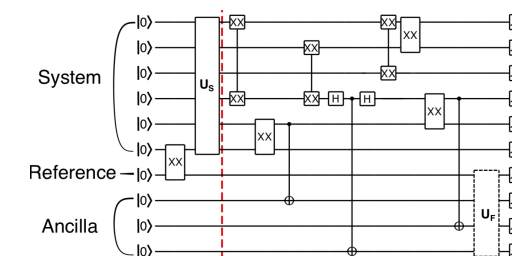 |0⟩ XX XX
|0⟩ XX XX
System |0⟩ U_S XX
|0⟩ XX XX H H XX
|0⟩ XX
|0⟩ XX
Reference |0⟩
|0⟩
Ancilla |0⟩ U_F
|0⟩